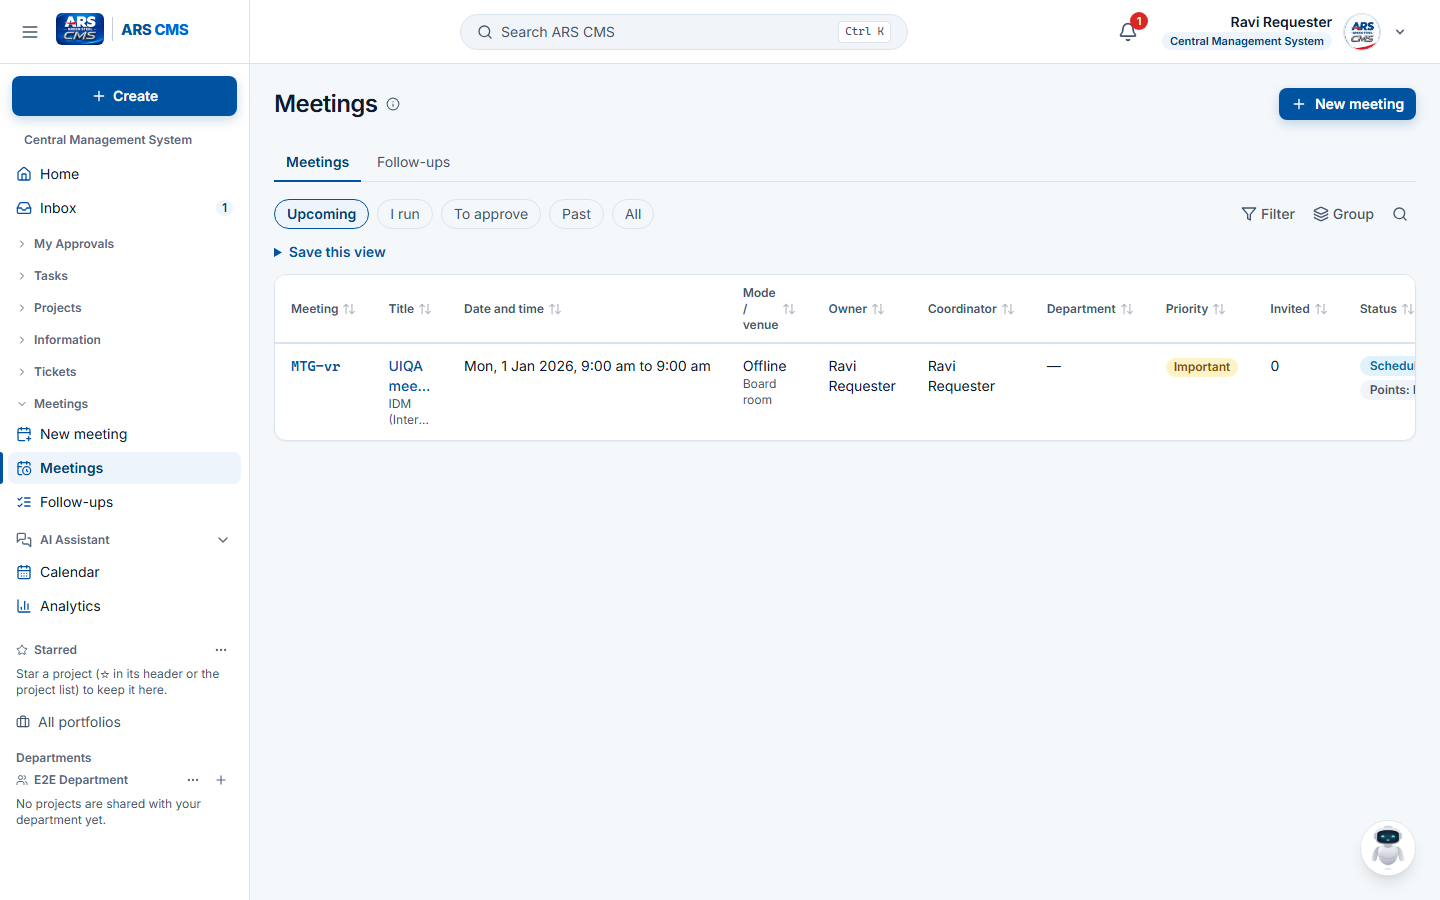 ARS
CMS
ARS CMS
Search ARS CMS
Ctrl K
1
Ravi Requester
Central Management System
ARS
CMS
Create
Central Management System
Home
Inbox
1
My Approvals
Tasks
Projects
Information
Tickets
Meetings
New meeting
Meetings
Follow-ups
AI Assistant
Calendar
Analytics
Starred
Star a project (☆ in its header or the
project list) to keep it here.
All portfolios
Departments
E2E Department
No projects are shared with your
department yet.
Meetings
New meeting
Meetings
Follow-ups
Upcoming
I run
To approve
Past
All
Filter
Group
Save this view
Meeting
Title
Date and time
Mode
/
venue
Owner
Coordinator
Department
Priority
Invited
Status
MTG-vr
UIQA
mee...
IDM
(Inter...
Mon, 1 Jan 2026, 9:00 am to 9:00 am
Offline
Board
room
Ravi
Requester
Ravi
Requester
—
Important
0
Schedul
Points: